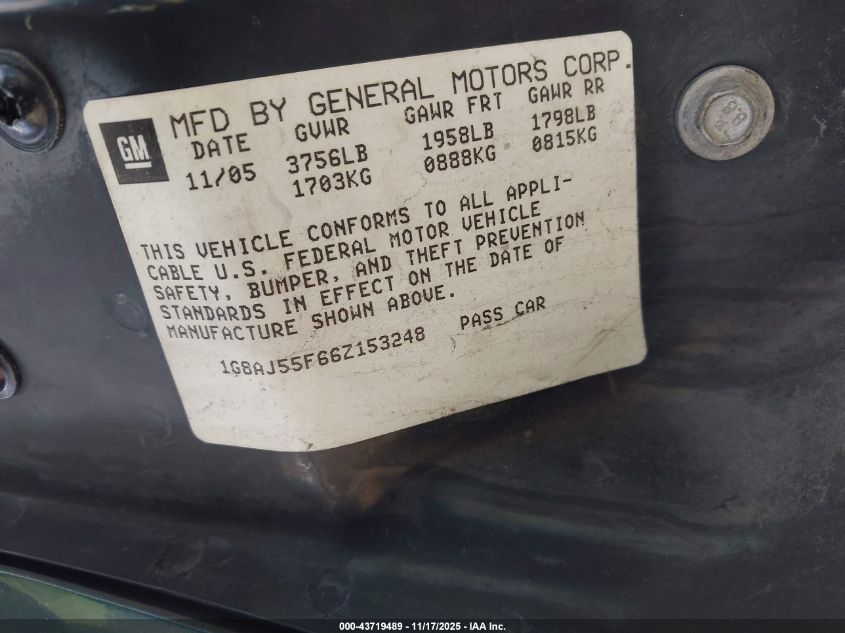 GM
MFD BY GENERAL MOTORS CORP.
DATE GVWR GAWR FRT GAWR RR
11/05 3756LB 1958LB 1798LB
1703KG 0888KG 0815KG
THIS VEHICLE CONFORMS TO ALL APPLI-
CABLE U.S. FEDERAL MOTOR VEHICLE
SAFETY, BUMPER, AND THEFT PREVENTION
STANDARDS IN EFFECT ON THE DATE OF
MANUFACTURE SHOWN ABOVE.
1G8AJ55F66Z153248 PASS CAR
8.8
000-43719489 - 11/17/2025 - IAA Inc.